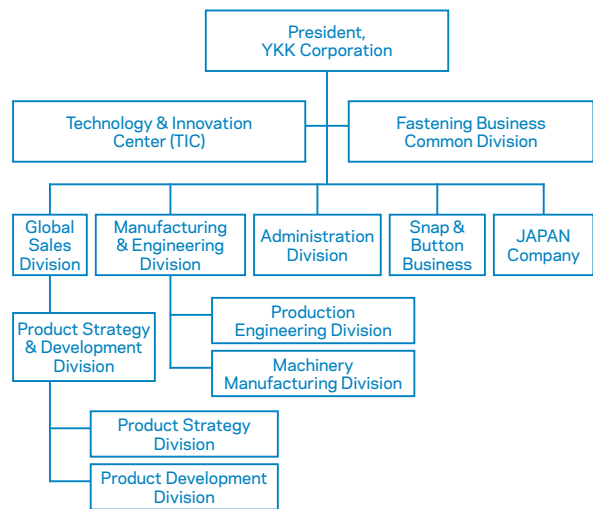 President,
YKK Corporation
Technology & Innovation
Center (TIC)
Fastening Business
Common Division
Global
Sales
Division
Manufacturing
& Engineering
Division
Administration
Division
Snap &
Button
Business
JAPAN
Company
Production
Engineering Division
Product Strategy
& Development
Division
Machinery
Manufacturing Division
Product Strategy
Division
Product Development
Division